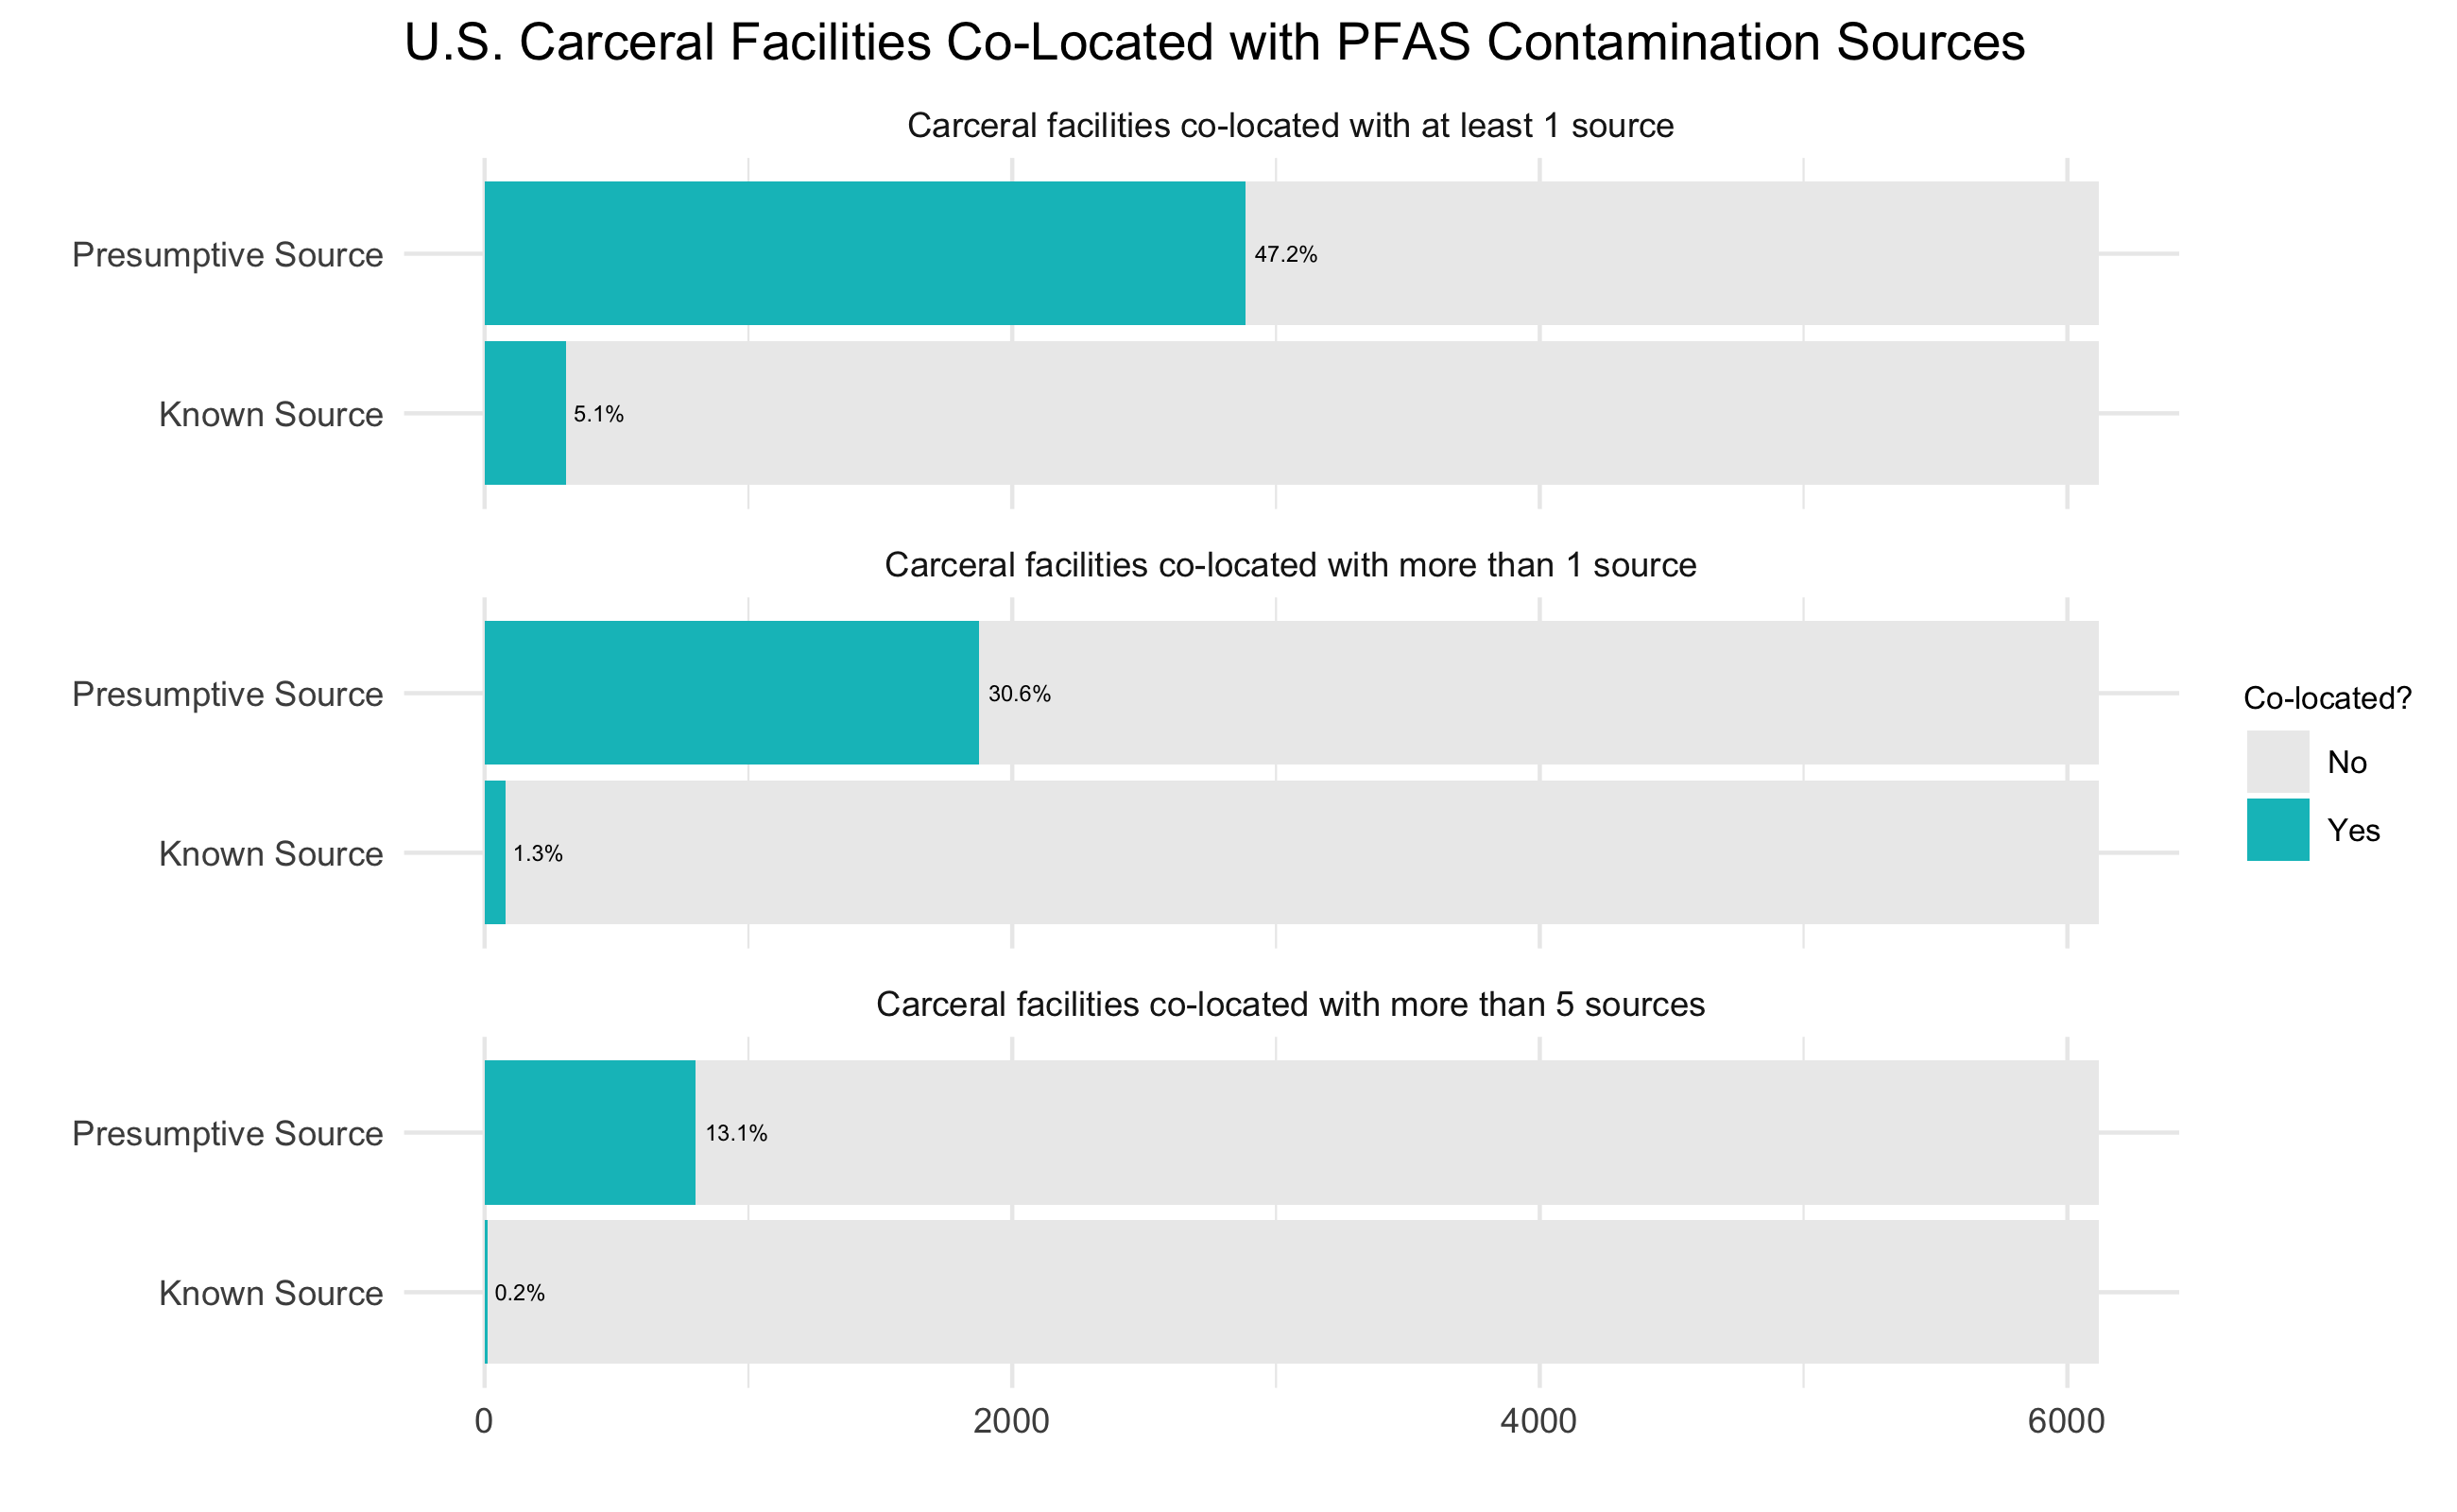 U.S. Carceral Facilities Co-Located with PFAS Contamination Sources
Carceral facilities co-located with at least 1 source
Presumptive Source
47.2%
Known Source
5.1%
Carceral facilities co-located with more than 1 source
Presumptive Source
30.6%
Known Source
1.3%
Carceral facilities co-located with more than 5 sources
Presumptive Source
13.1%
Known Source
0.2%
0 2000 4000 6000
Co-located?
No
Yes